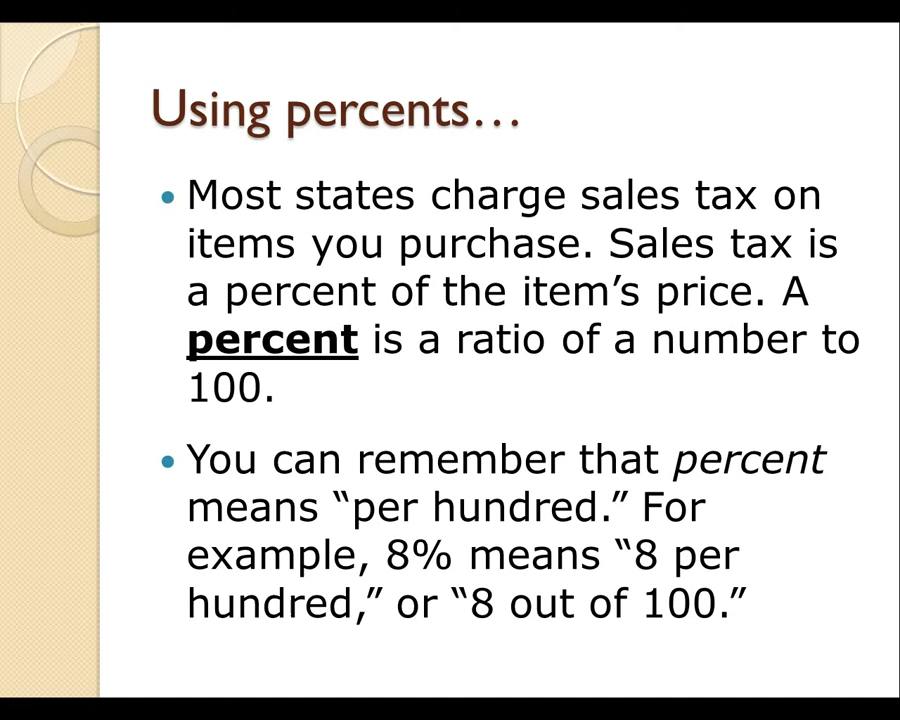 Using percents…
• Most states charge sales tax on
items you purchase. Sales tax is
a percent of the item’s price. A
percent is a ratio of a number to
100.
• You can remember that percent
means “per hundred.” For
example, 8% means “8 per
hundred,” or “8 out of 100.”